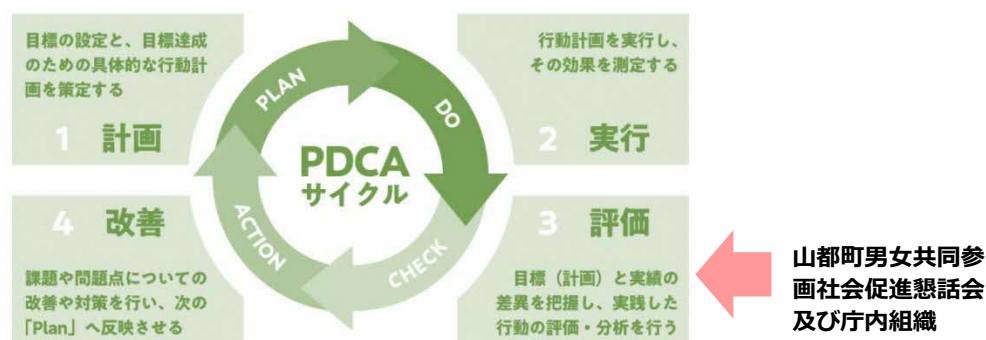 目標の設定と、目標達成
のための具体的な行動計
画を策定する
1 計画
行動計画を実行し、
その効果を測定する
2 実行
PLAN
DO
PDCA
サイクル
ACTION
CHECK
4 改善
課題や問題点についての
改善や対策を行い、次の
「Plan」へ反映させる
3 評価
目標（計画）と実績の
差異を把握し、実践した
行動の評価・分析を行う
山都町男女共同参
画社会促進懇話会
及び庁内組織